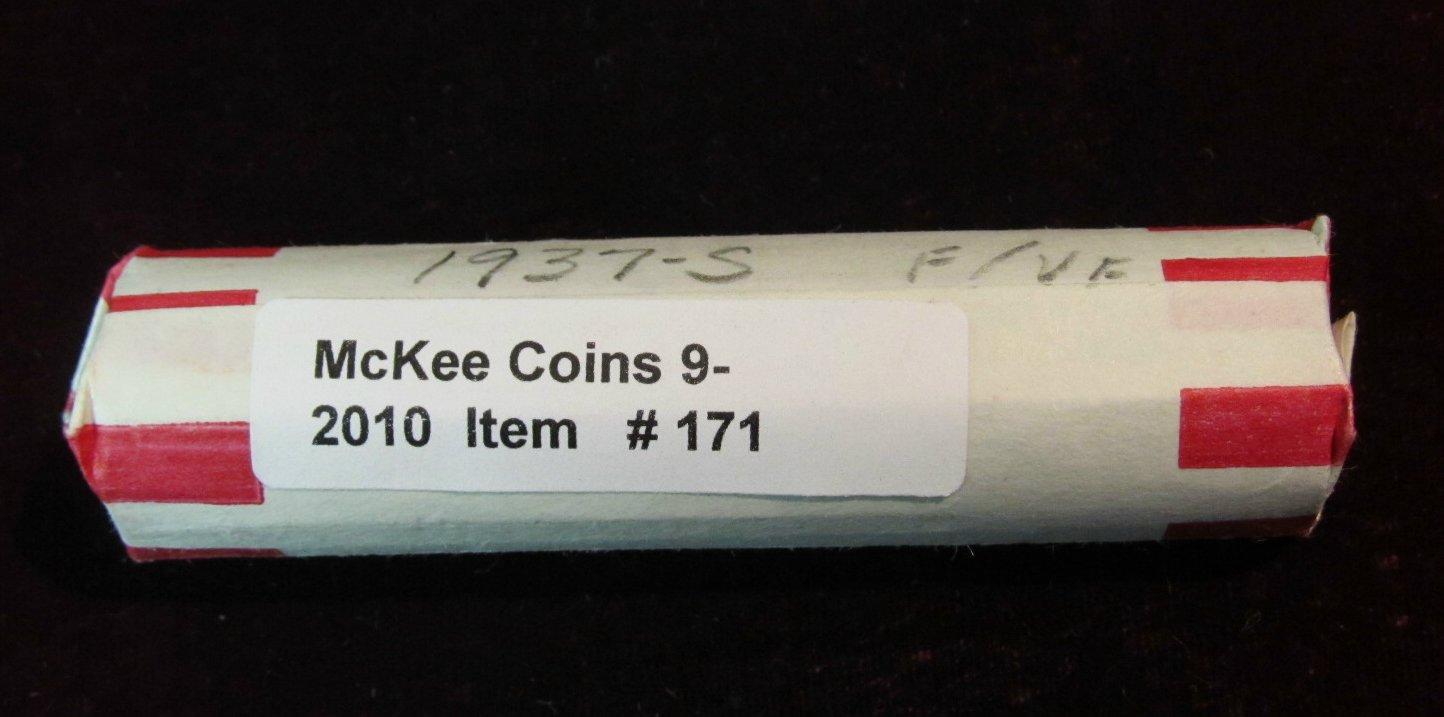 1937-S F/VF
McKee Coins 9-
2010 Item # 171